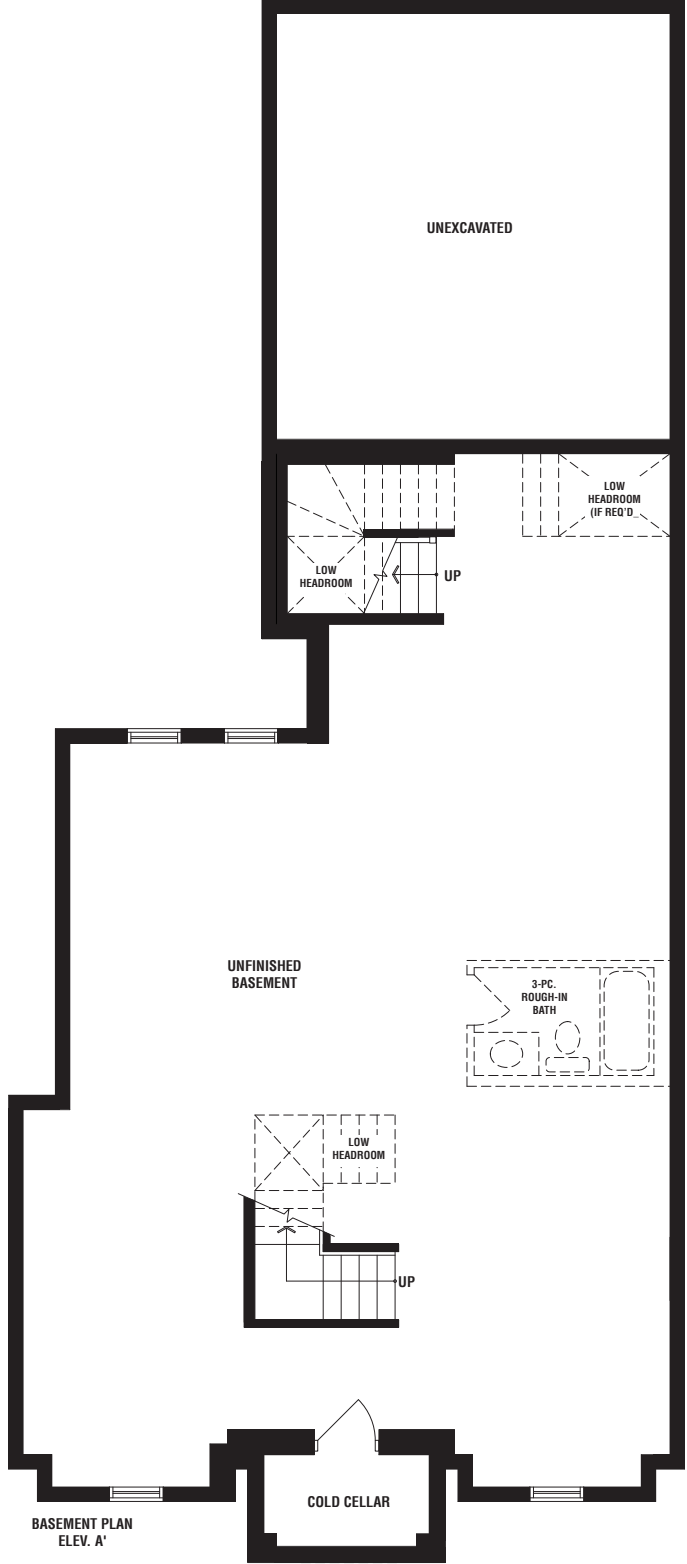 UNEXCAVATED
LOW
HEADROOM
(IF REQ'D
LOW
HEADROOM
UP
UNFINISHED
BASEMENT
3-PC.
ROUGH-IN
BATH
LOW
HEADROOM
UP
COLD CELLAR
BASEMENT PLAN
ELEV. A'